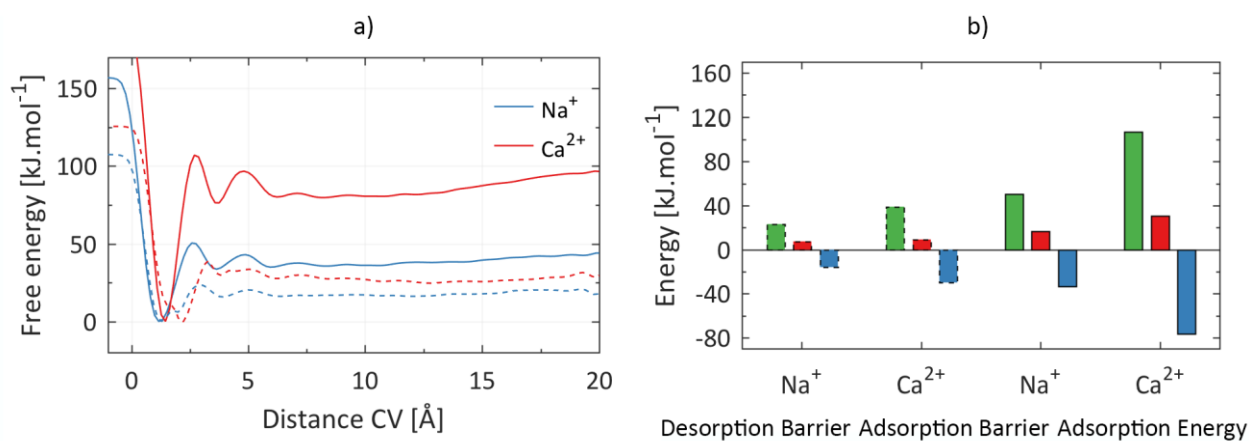 a)
Free energy [kJ.mol⁻¹]
150
100
50
0
Na⁺
Ca²⁺
0
5
10
15
20
Distance CV [Å]
b)
Energy [kJ.mol⁻¹]
160
120
80
40
0
-40
-80
Na⁺
Ca²⁺
Na⁺
Ca²⁺
Desorption Barrier Adsorption Barrier Adsorption Energy